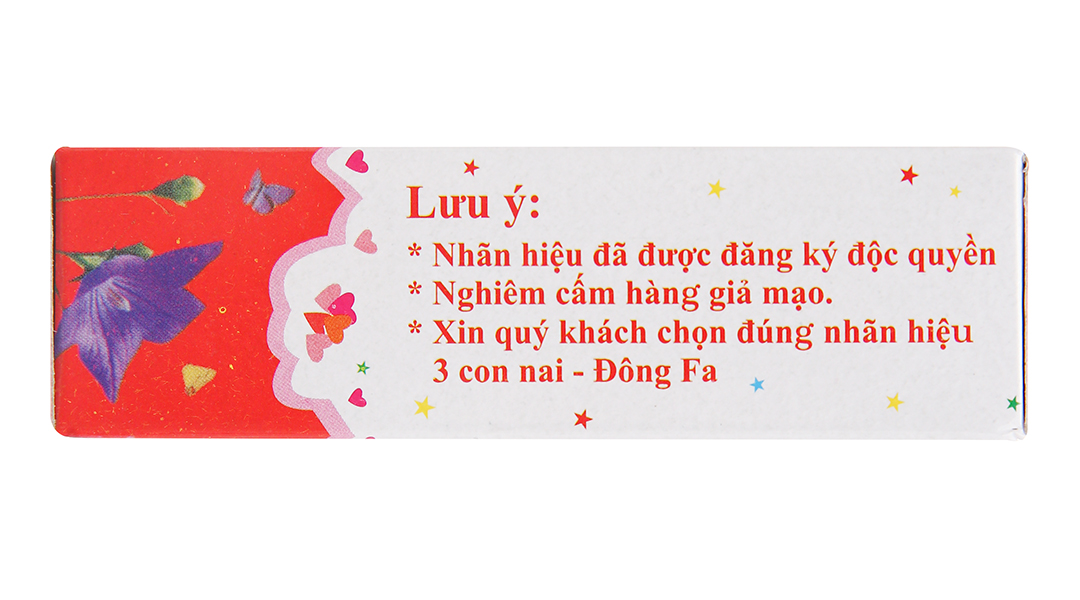 Lưu ý:
* Nhãn hiệu đã được đăng ký độc quyền
* Nghiêm cấm hàng giả mạo.
* Xin quý khách chọn đúng nhãn hiệu
3 con nai - Đông Fa